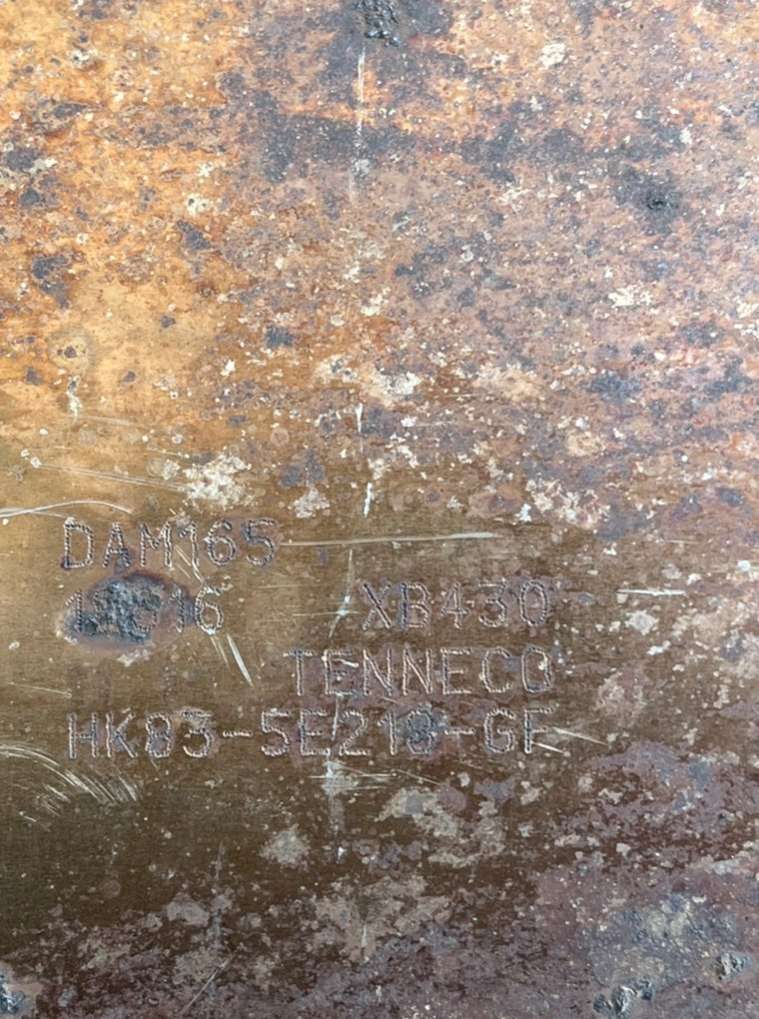 DAM165
XB430
TENNECO
HK83-5E218-GF